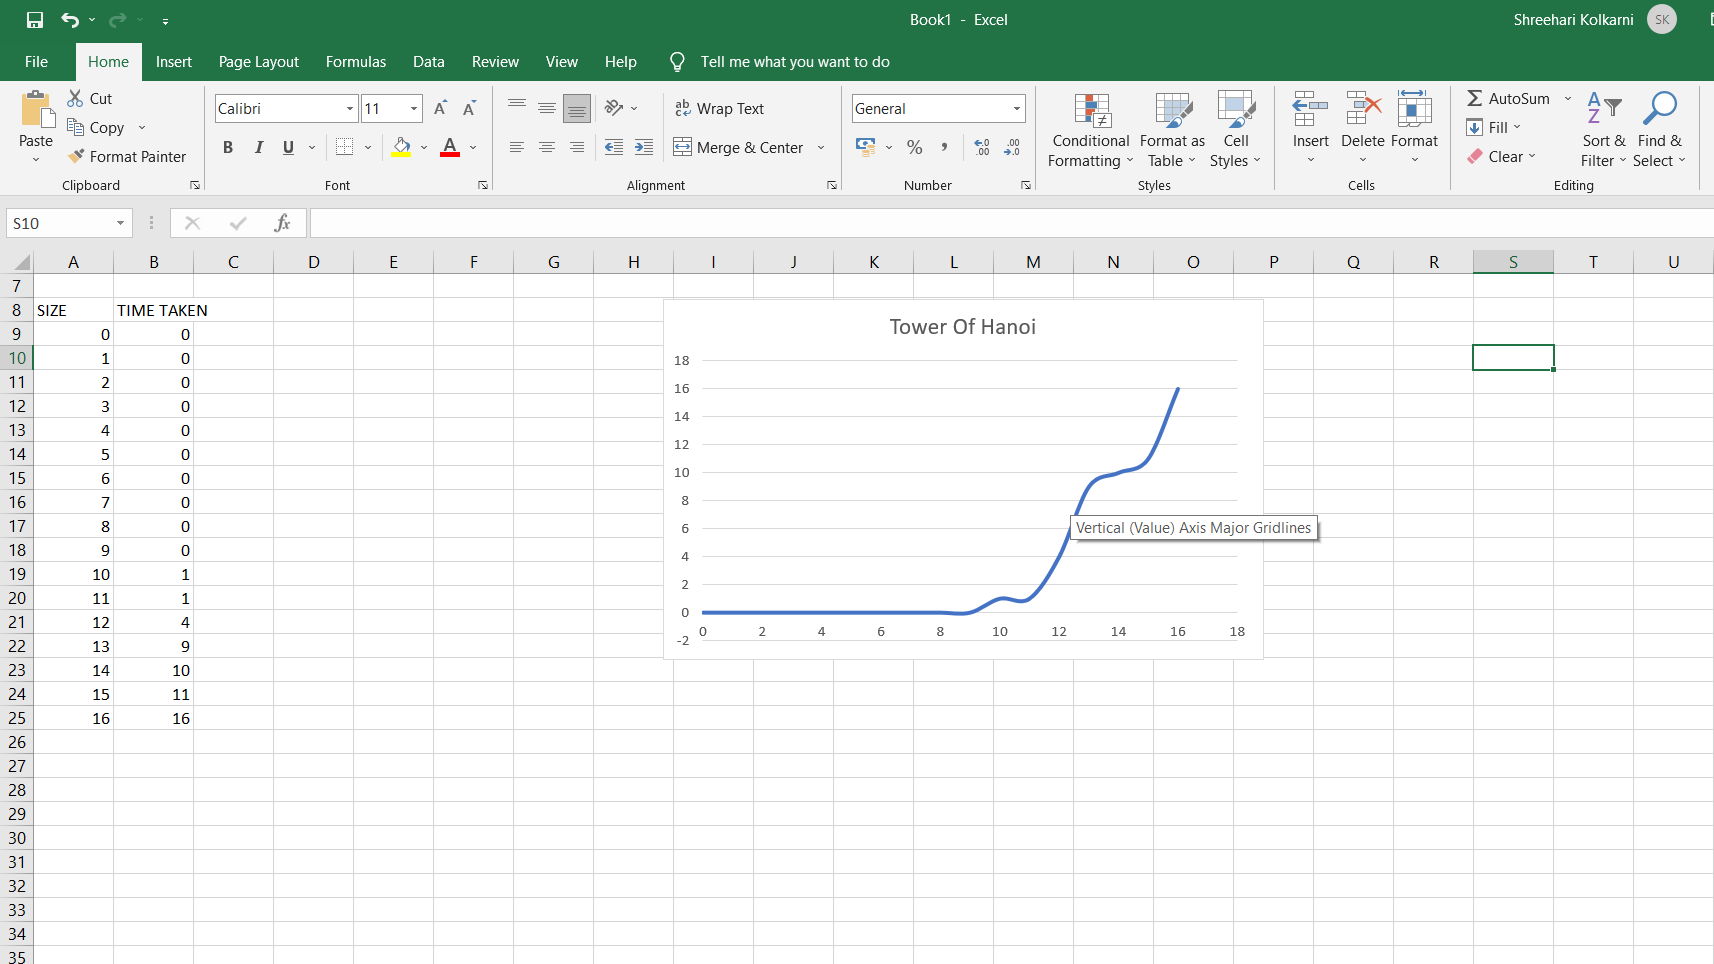 Book1 - Excel
Shreehari Kolkarni SK
File Home Insert Page Layout Formulas Data Review View Help Tell me what you want to do
Cut
Copy
Format Painter
Paste
Clipboard
Calibri 11 A A
B I U A
Font
ab Wrap Text
Merge & Center
Alignment
General
% , .00 .0
Number
Conditional Formatting
Format as Table
Cell Styles
Styles
Insert Delete Format
Cells
AutoSum
Fill
Clear
Sort & Filter
Find & Select
Editing
S10 fx
A B C D E F G H I J K L M N O P Q R S T U
7
8 SIZE TIME TAKEN
9 0 0
10 1 0
11 2 0
12 3 0
13 4 0
14 5 0
15 6 0
16 7 0
17 8 0
18 9 0
19 10 1
20 11 1
21 12 4
22 13 9
23 14 10
24 15 11
25 16 16
26
27
28
29
30
31
32
33
34
35
Tower Of Hanoi
18
16
14
12
10
8
6
4
2
0
-2
0 2 4 6 8 10 12 14 16 18
Vertical (Value) Axis Major Gridlines